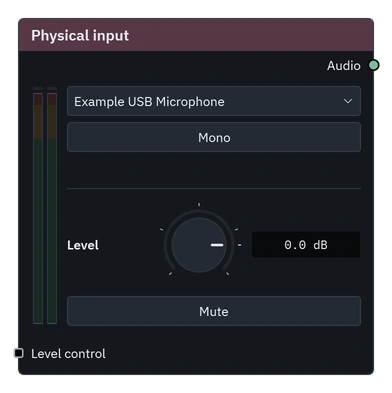 Physical input
Audio
Example USB Microphone
Mono
Level
0.0 dB
Mute
Level control